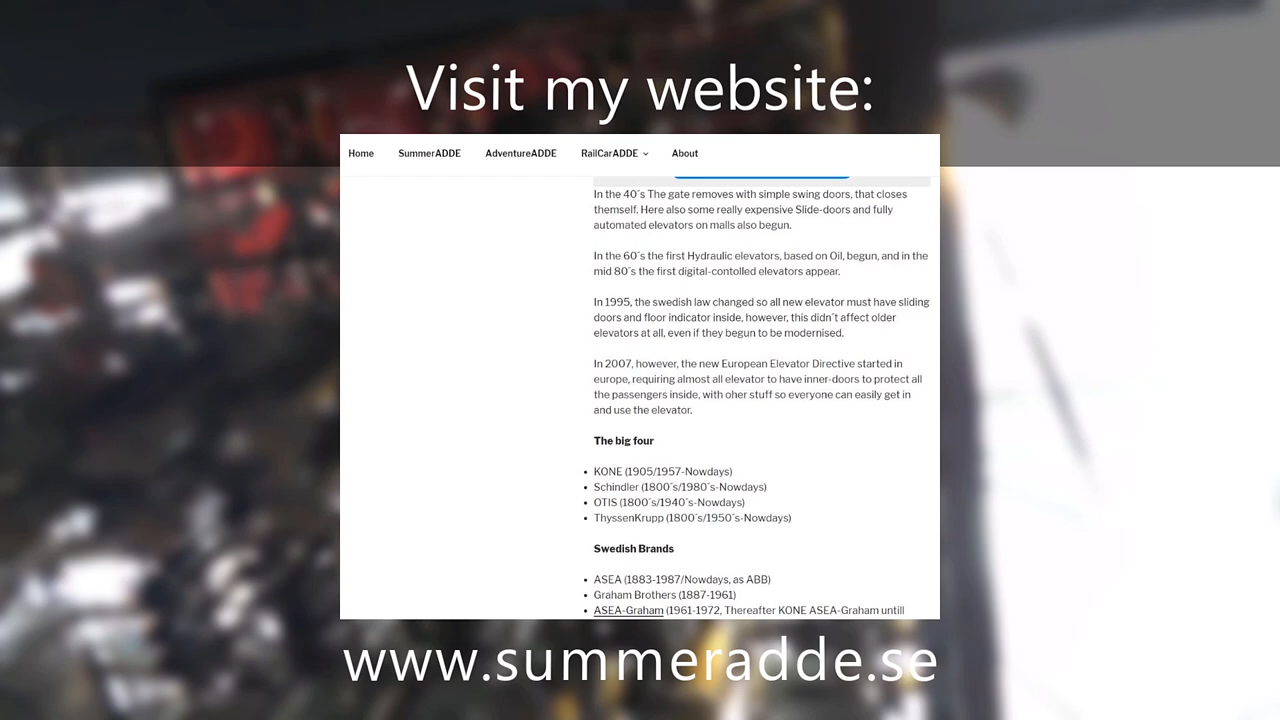 Visit my website:
Home SummerADDE AdventureADDE RailCarADDE About
In the 40´s The gate removes with simple swing doors, that closes
themself. Here also some really expensive Slide-doors and fully
automated elevators on malls also begun.
In the 60´s the first Hydraulic elevators, based on Oil, begun, and in the
mid 80´s the first digital-contolled elevators appear.
In 1995, the swedish law changed so all new elevator must have sliding
doors and floor indicator inside, however, this didn´t affect older
elevators at all, even if they begun to be modernised.
In 2007, however, the new European Elevator Directive started in
europe, requiring almost all elevator to have inner-doors to protect all
the passengers inside, with oher stuff so everyone can easily get in
and use the elevator.
The big four
• KONE (1905/1957-Nowdays)
• Schindler (1800´s/1980´s-Nowdays)
• OTIS (1800´s/1940´s-Nowdays)
• ThyssenKrupp (1800´s/1950´s-Nowdays)
Swedish Brands
• ASEA (1883-1987/Nowdays, as ABB)
• Graham Brothers (1887-1961)
• ASEA-Graham (1961-1972, Thereafter KONE ASEA-Graham untill
www.summeradde.se